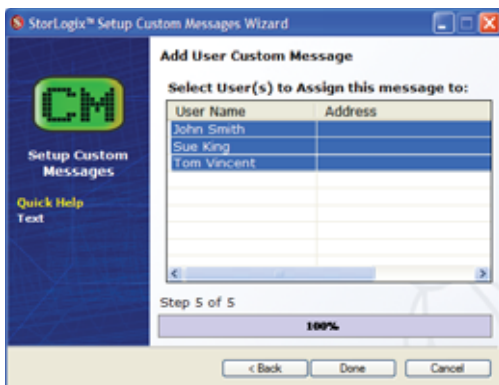 StorLogix™ Setup Custom Messages Wizard
Add User Custom Message
Select User(s) to Assign this message to:
User Name Address
John Smith
Sue King
Tom Vincent
CM
Setup Custom
Messages
Quick Help
Text
Step 5 of 5
100%
< Back Done Cancel